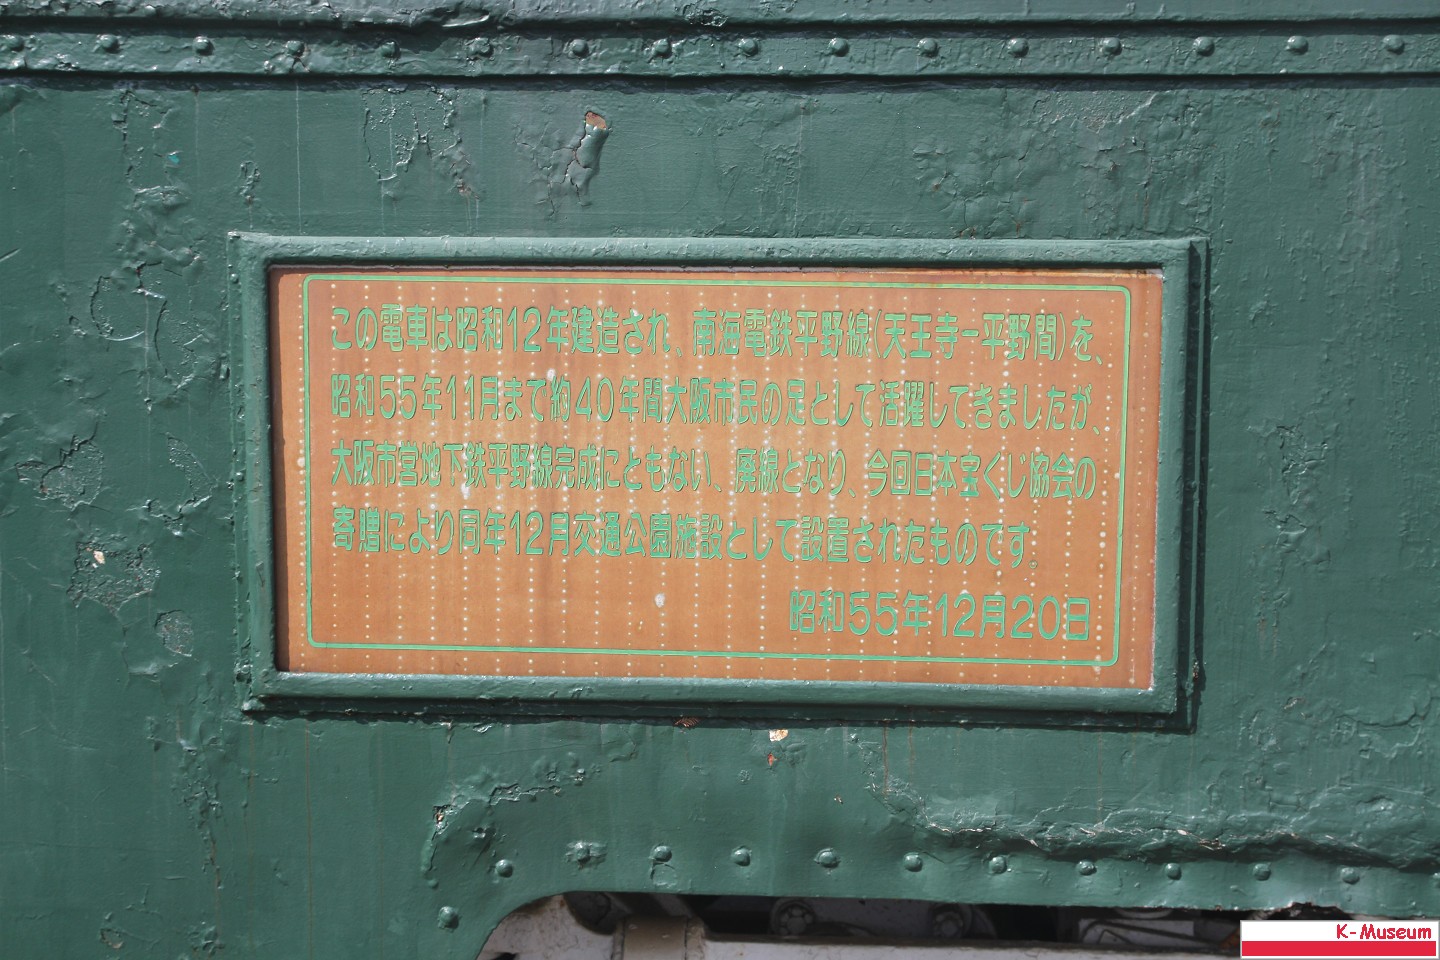 この電車は昭和12年建造され、南海電鉄平野線(天王寺−平野間)を、
昭和55年11月まで約40年間大阪市民の足として活躍してきましたが、
大阪市営地下鉄平野線完成にともない、廃線となり、今回日本宝くじ協会の
寄贈により同年12月交通公園施設として設置されたものです。
昭和55年12月20日
K-Museum